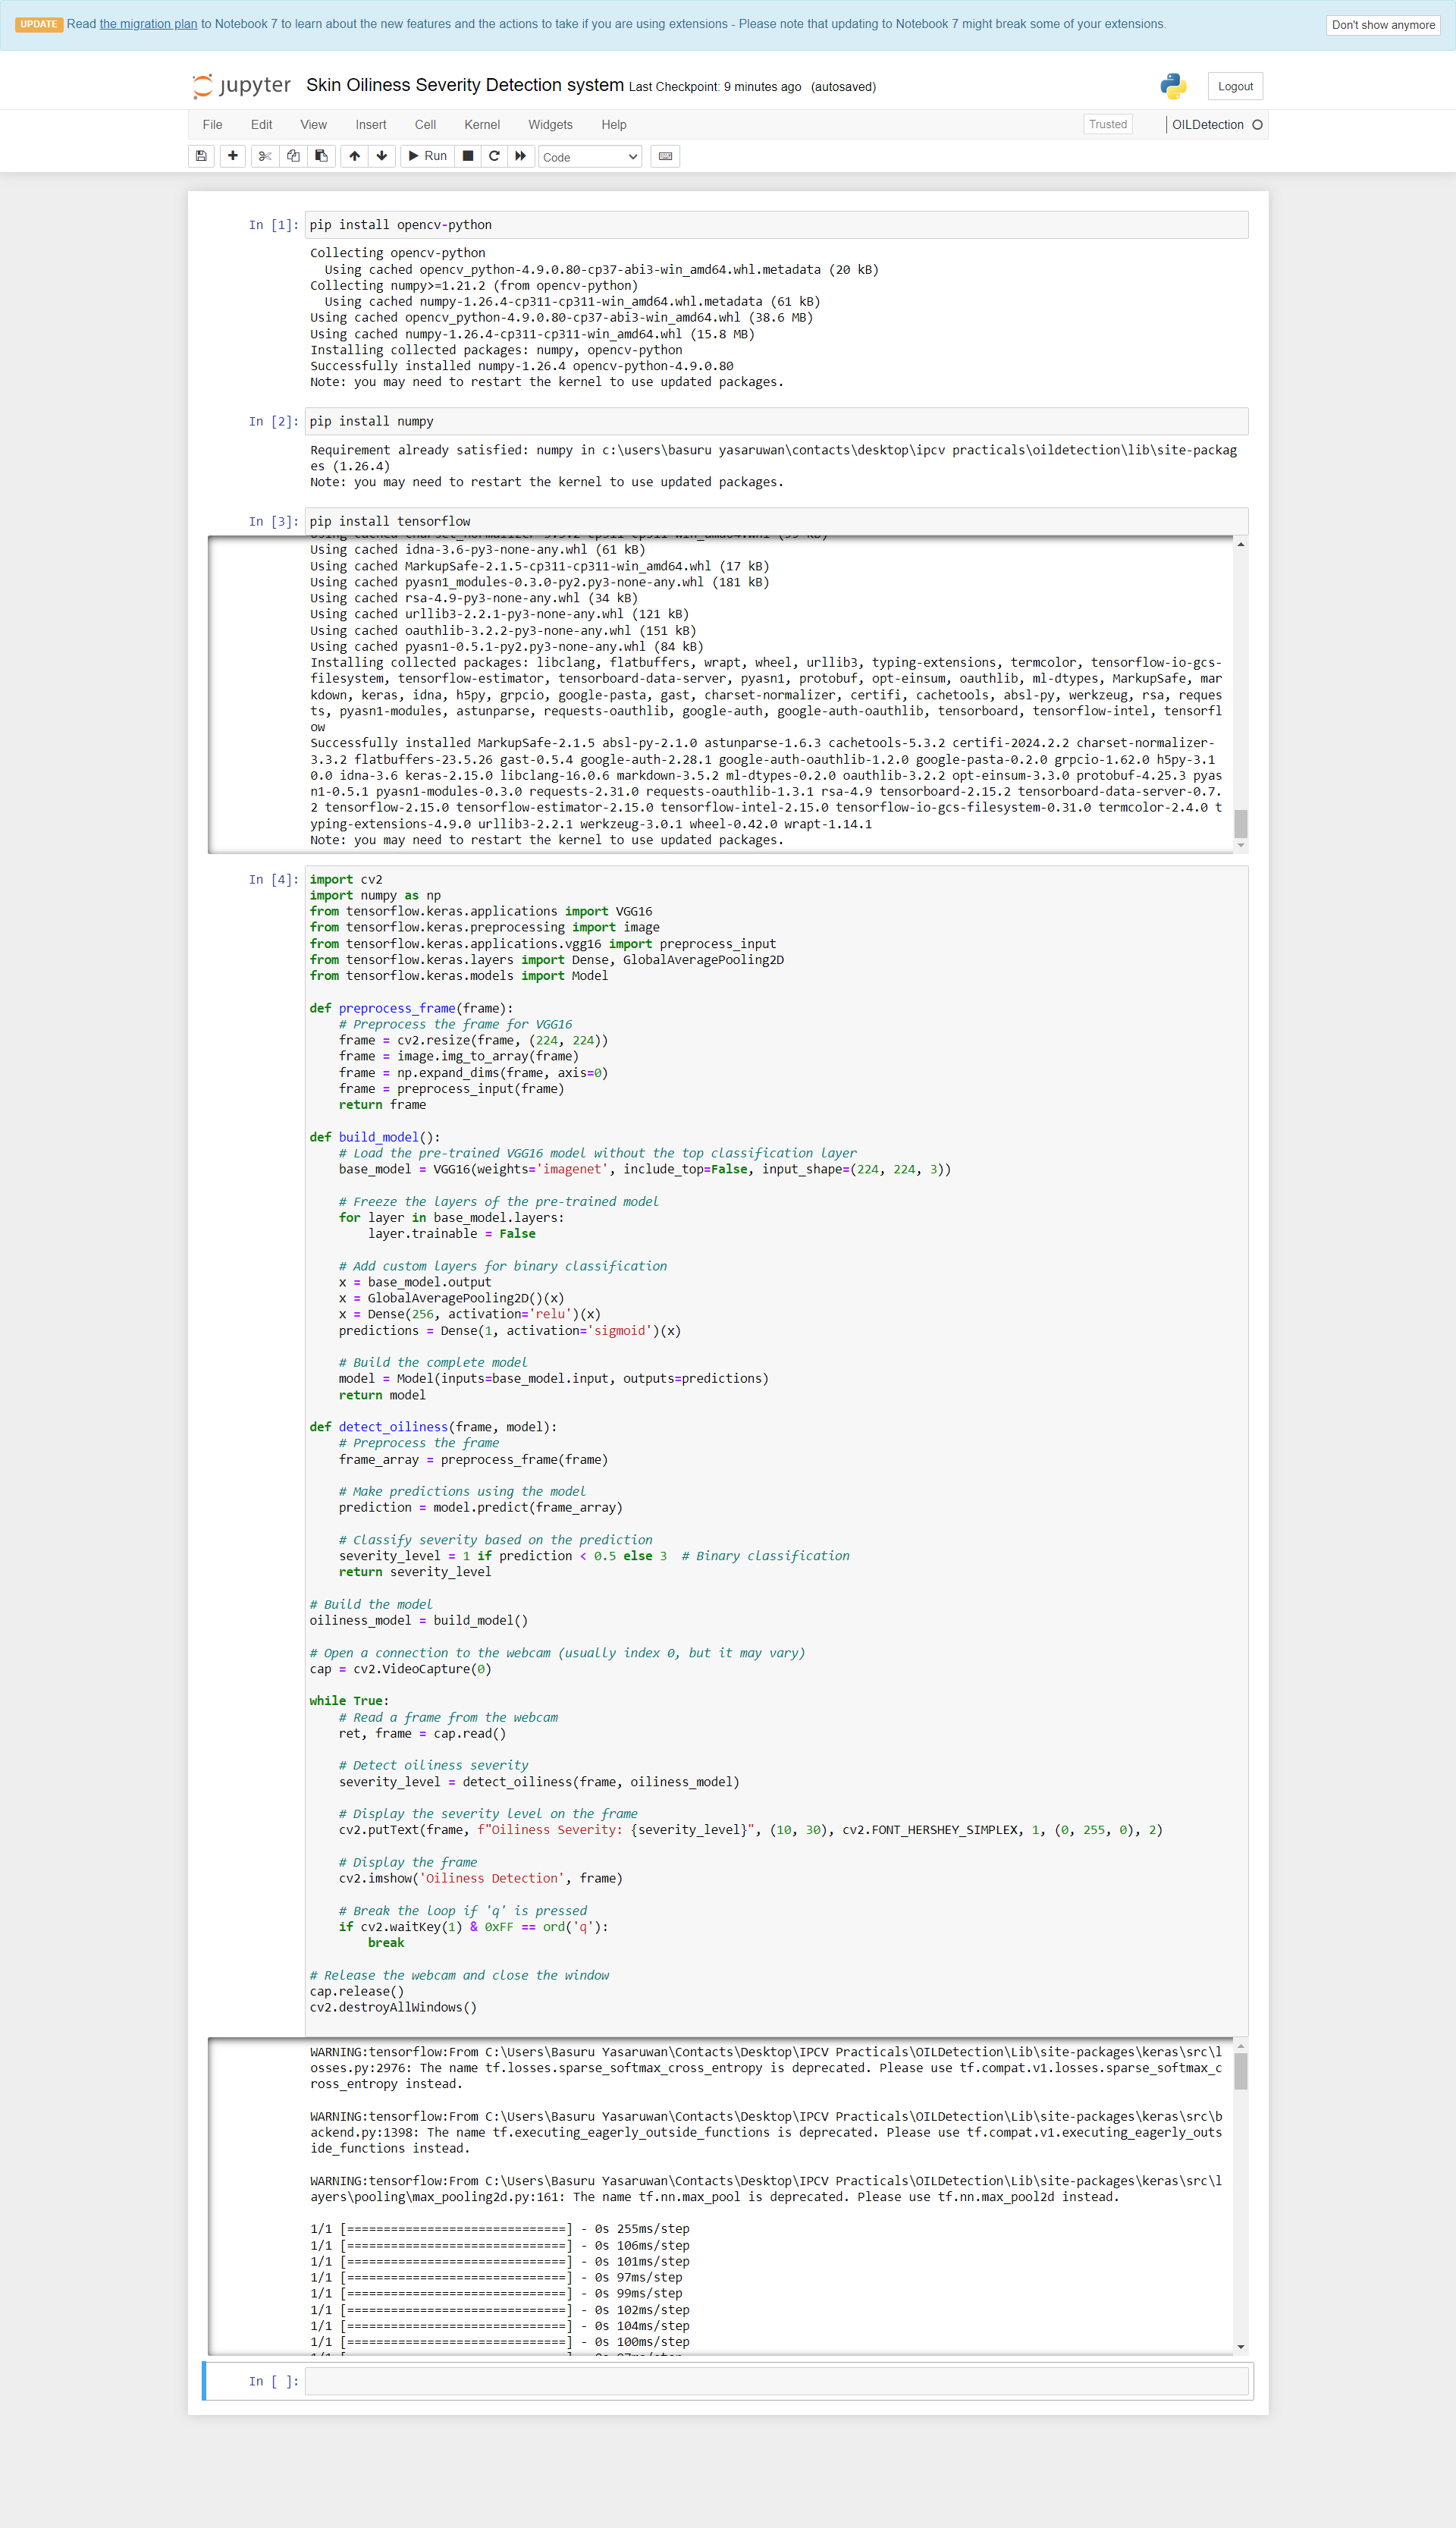 UPDATE Read the migration plan to Notebook 7 to learn about the new features and the actions to take if you are using extensions - Please note that updating to Notebook 7 might break some of your extensions.
Don't show anymore
jupyter Skin Oiliness Severity Detection system Last Checkpoint: 9 minutes ago (autosaved)
Logout
File Edit View Insert Cell Kernel Widgets Help
Trusted
OILDetection
Run
Code
In [1]: pip install opencv-python
Collecting opencv-python
  Using cached opencv_python-4.9.0.80-cp37-abi3-win_amd64.whl.metadata (20 kB)
Collecting numpy>=1.21.2 (from opencv-python)
  Using cached numpy-1.26.4-cp311-cp311-win_amd64.whl.metadata (61 kB)
Using cached opencv_python-4.9.0.80-cp37-abi3-win_amd64.whl (38.6 MB)
Using cached numpy-1.26.4-cp311-cp311-win_amd64.whl (15.8 MB)
Installing collected packages: numpy, opencv-python
Successfully installed numpy-1.26.4 opencv-python-4.9.0.80
Note: you may need to restart the kernel to use updated packages.
In [2]: pip install numpy
Requirement already satisfied: numpy in c:\users\basuru yasaruwan\contacts\desktop\ipcv practicals\oildetection\lib\site-packag
es (1.26.4)
Note: you may need to restart the kernel to use updated packages.
In [3]: pip install tensorflow
Using cached idna-3.6-py3-none-any.whl (61 kB)
Using cached MarkupSafe-2.1.5-cp311-cp311-win_amd64.whl (17 kB)
Using cached pyasn1_modules-0.3.0-py2.py3-none-any.whl (181 kB)
Using cached rsa-4.9-py3-none-any.whl (34 kB)
Using cached urllib3-2.2.1-py3-none-any.whl (121 kB)
Using cached oauthlib-3.2.2-py3-none-any.whl (151 kB)
Using cached pyasn1-0.5.1-py2.py3-none-any.whl (84 kB)
Installing collected packages: libclang, flatbuffers, wrapt, wheel, urllib3, typing-extensions, termcolor, tensorflow-io-gcs-
filesystem, tensorflow-estimator, tensorboard-data-server, pyasn1, protobuf, opt-einsum, oauthlib, ml-dtypes, MarkupSafe, mar
kdown, keras, idna, h5py, grpcio, google-pasta, gast, charset-normalizer, certifi, cachetools, absl-py, werkzeug, rsa, reques
ts, pyasn1-modules, astunparse, requests-oauthlib, google-auth, google-auth-oauthlib, tensorboard, tensorflow-intel, tensorfl
ow
Successfully installed MarkupSafe-2.1.5 absl-py-2.1.0 astunparse-1.6.3 cachetools-5.3.2 certifi-2024.2.2 charset-normalizer-
3.3.2 flatbuffers-23.5.26 gast-0.5.4 google-auth-2.28.1 google-auth-oauthlib-1.2.0 google-pasta-0.2.0 grpcio-1.62.0 h5py-3.1
0.0 idna-3.6 keras-2.15.0 libclang-16.0.6 markdown-3.5.2 ml-dtypes-0.2.0 oauthlib-3.2.2 opt-einsum-3.3.0 protobuf-4.25.3 pyas
n1-0.5.1 pyasn1-modules-0.3.0 requests-2.31.0 requests-oauthlib-1.3.1 rsa-4.9 tensorboard-2.15.2 tensorboard-data-server-0.7.
2 tensorflow-2.15.0 tensorflow-estimator-2.15.0 tensorflow-intel-2.15.0 tensorflow-io-gcs-filesystem-0.31.0 termcolor-2.4.0 t
yping-extensions-4.9.0 urllib3-2.2.1 werkzeug-3.0.1 wheel-0.42.0 wrapt-1.14.1
Note: you may need to restart the kernel to use updated packages.
In [4]: import cv2
import numpy as np
from tensorflow.keras.applications import VGG16
from tensorflow.keras.preprocessing import image
from tensorflow.keras.applications.vgg16 import preprocess_input
from tensorflow.keras.layers import Dense, GlobalAveragePooling2D
from tensorflow.keras.models import Model
def preprocess_frame(frame):
    # Preprocess the frame for VGG16
    frame = cv2.resize(frame, (224, 224))
    frame = image.img_to_array(frame)
    frame = np.expand_dims(frame, axis=0)
    frame = preprocess_input(frame)
    return frame
def build_model():
    # Load the pre-trained VGG16 model without the top classification layer
    base_model = VGG16(weights='imagenet', include_top=False, input_shape=(224, 224, 3))
    # Freeze the layers of the pre-trained model
    for layer in base_model.layers:
        layer.trainable = False
    # Add custom layers for binary classification
    x = base_model.output
    x = GlobalAveragePooling2D()(x)
    x = Dense(256, activation='relu')(x)
    predictions = Dense(1, activation='sigmoid')(x)
    # Build the complete model
    model = Model(inputs=base_model.input, outputs=predictions)
    return model
def detect_oiliness(frame, model):
    # Preprocess the frame
    frame_array = preprocess_frame(frame)
    # Make predictions using the model
    prediction = model.predict(frame_array)
    # Classify severity based on the prediction
    severity_level = 1 if prediction < 0.5 else 3  # Binary classification
    return severity_level
# Build the model
oiliness_model = build_model()
# Open a connection to the webcam (usually index 0, but it may vary)
cap = cv2.VideoCapture(0)
while True:
    # Read a frame from the webcam
    ret, frame = cap.read()
    # Detect oiliness severity
    severity_level = detect_oiliness(frame, oiliness_model)
    # Display the severity level on the frame
    cv2.putText(frame, f"Oiliness Severity: {severity_level}", (10, 30), cv2.FONT_HERSHEY_SIMPLEX, 1, (0, 255, 0), 2)
    # Display the frame
    cv2.imshow('Oiliness Detection', frame)
    # Break the loop if 'q' is pressed
    if cv2.waitKey(1) & 0xFF == ord('q'):
        break
# Release the webcam and close the window
cap.release()
cv2.destroyAllWindows()
WARNING:tensorflow:From C:\Users\Basuru Yasaruwan\Contacts\Desktop\IPCV Practicals\OILDetection\Lib\site-packages\keras\src\l
osses.py:2976: The name tf.losses.sparse_softmax_cross_entropy is deprecated. Please use tf.compat.v1.losses.sparse_softmax_c
ross_entropy instead.
WARNING:tensorflow:From C:\Users\Basuru Yasaruwan\Contacts\Desktop\IPCV Practicals\OILDetection\Lib\site-packages\keras\src\b
ackend.py:1398: The name tf.executing_eagerly_outside_functions is deprecated. Please use tf.compat.v1.executing_eagerly_outs
ide_functions instead.
WARNING:tensorflow:From C:\Users\Basuru Yasaruwan\Contacts\Desktop\IPCV Practicals\OILDetection\Lib\site-packages\keras\src\l
ayers\pooling\max_pooling2d.py:161: The name tf.nn.max_pool is deprecated. Please use tf.nn.max_pool2d instead.
1/1 [==============================] - 0s 255ms/step
1/1 [==============================] - 0s 106ms/step
1/1 [==============================] - 0s 101ms/step
1/1 [==============================] - 0s 97ms/step
1/1 [==============================] - 0s 99ms/step
1/1 [==============================] - 0s 102ms/step
1/1 [==============================] - 0s 104ms/step
1/1 [==============================] - 0s 100ms/step
In [ ]: